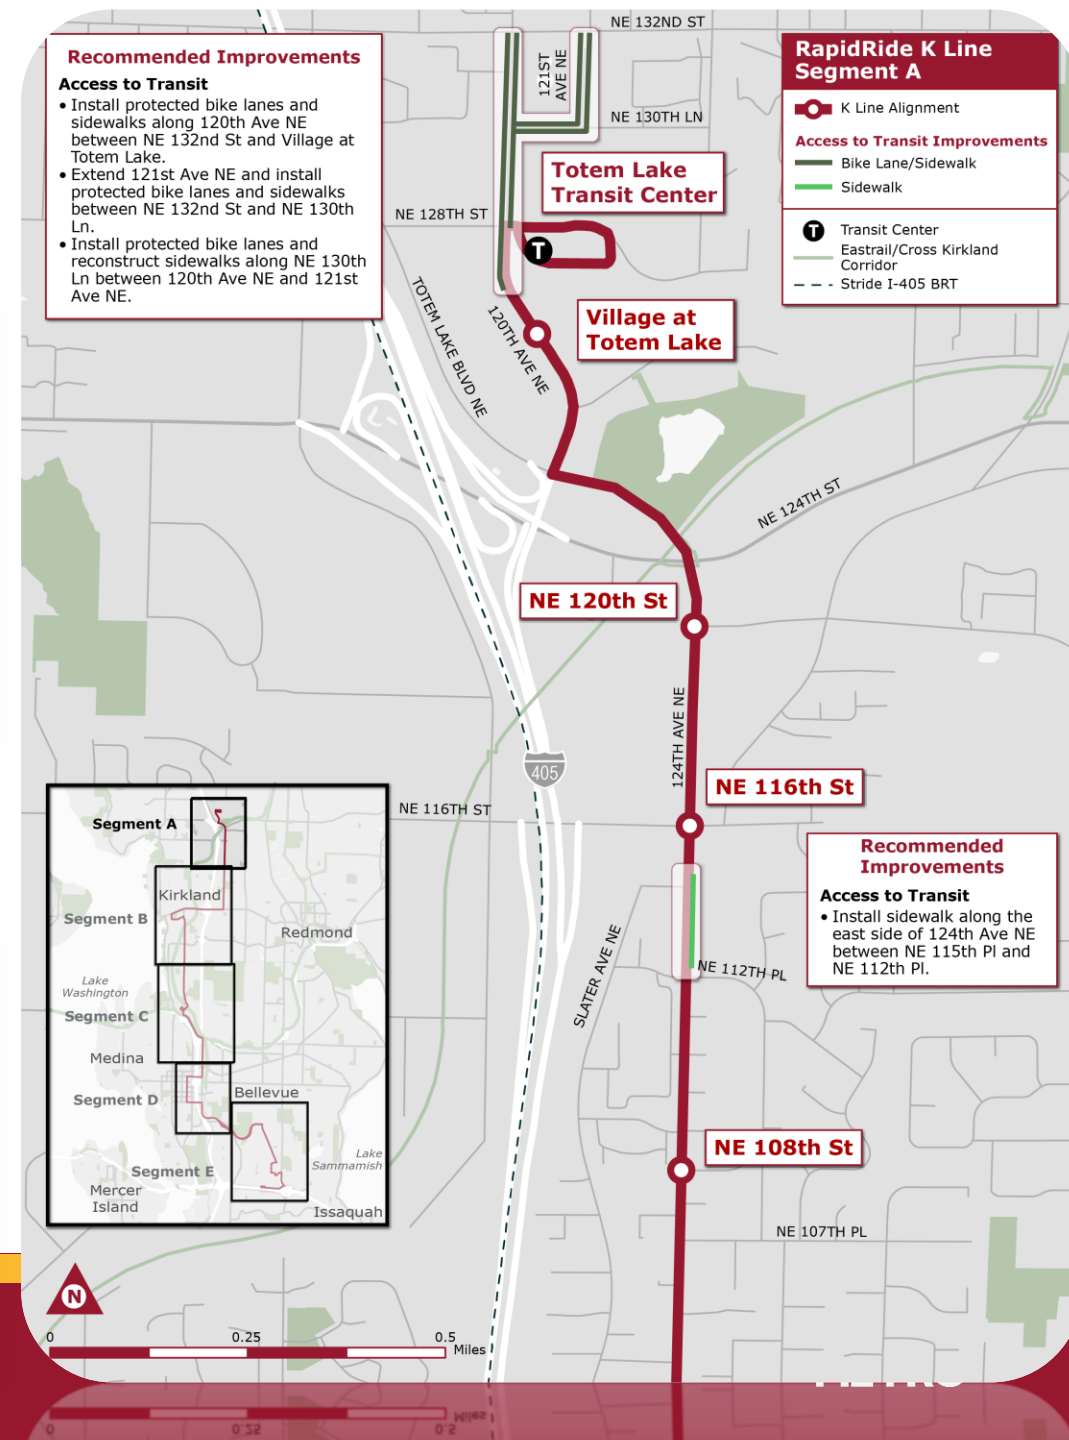 NE 132ND ST
Recommended Improvements
Access to Transit
• Install protected bike lanes and
sidewalks along 120th Ave NE
between NE 132nd St and Village at
Totem Lake.
• Extend 121st Ave NE and install
protected bike lanes and sidewalks
between NE 132nd St and NE 130th
Ln.
• Install protected bike lanes and
reconstruct sidewalks along NE 130th
Ln between 120th Ave NE and 121st
Ave NE.
121ST
AVE NE
NE 130TH LN
RapidRide K Line
Segment A
K Line Alignment
Access to Transit Improvements
Bike Lane/Sidewalk
Sidewalk
T Transit Center
Eastrail/Cross Kirkland
Corridor
Stride I-405 BRT
Totem Lake
Transit Center
NE 128TH ST
T
TOTEM LAKE BLVD NE
120TH AVE NE
Village at
Totem Lake
NE 124TH ST
NE 120th St
124TH AVE NE
405
NE 116th St
NE 116TH ST
Recommended
Improvements
Access to Transit
• Install sidewalk along the
east side of 124th Ave NE
between NE 115th Pl and
NE 112th Pl.
SLATER AVE NE
NE 112TH PL
NE 108th St
NE 107TH PL
Segment A
Kirkland
Segment B
Redmond
Lake
Washington
Segment C
Medina
Segment D
Bellevue
Segment E
Lake
Sammamish
Mercer
Island
Issaquah
N
0 0.25 0.5
Miles